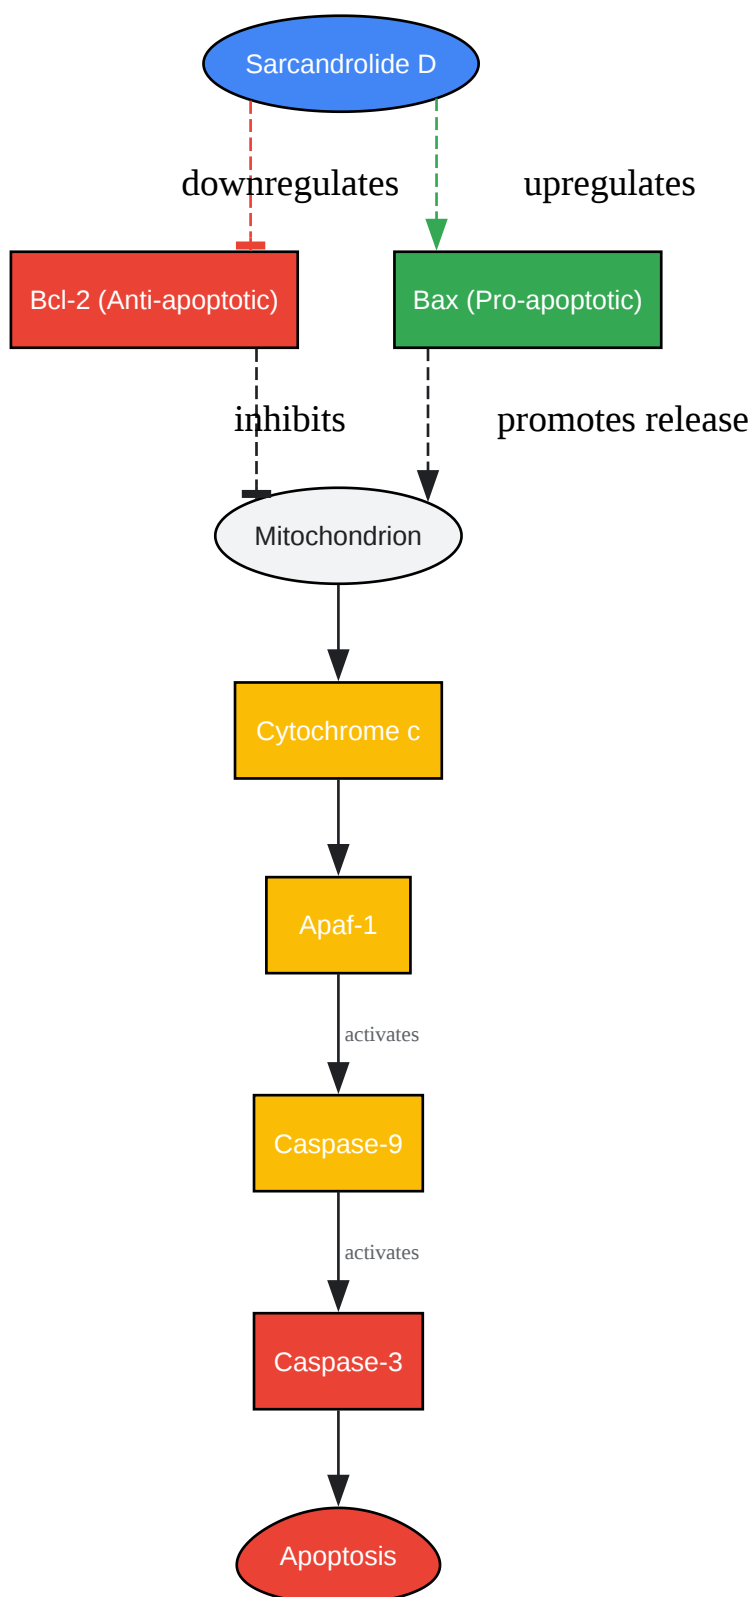 Sarcandrolide D
downregulates
upregulates
Bcl-2 (Anti-apoptotic)
Bax (Pro-apoptotic)
inhibits
promotes release
Mitochondrion
Cytochrome c
Apaf-1
activates
Caspase-9
activates
Caspase-3
Apoptosis